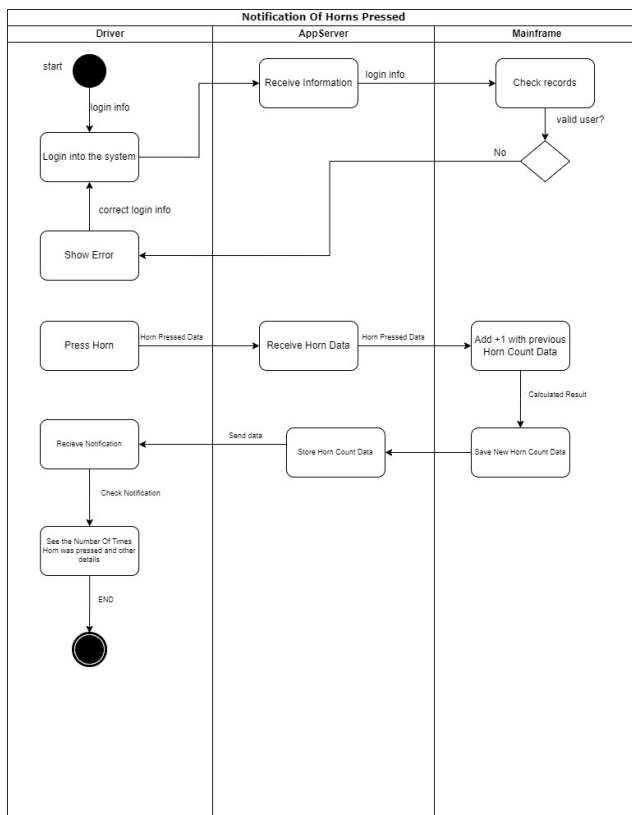 Notification Of Horns Pressed
Driver
AppServer
Mainframe
start
Receive Information
login info
Check records
login info
valid user?
Login into the system
No
correct login info
Show Error
Press Horn
Horn Pressed Data
Receive Horn Data
Horn Pressed Data
Add +1 with previous
Horn Count Data
Calculated Result
Recieve Notification
Send data
Store Horn Count Data
Save New Horn Count Data
Check Notification
See the Number Of Times
Horn was pressed and other
details
END